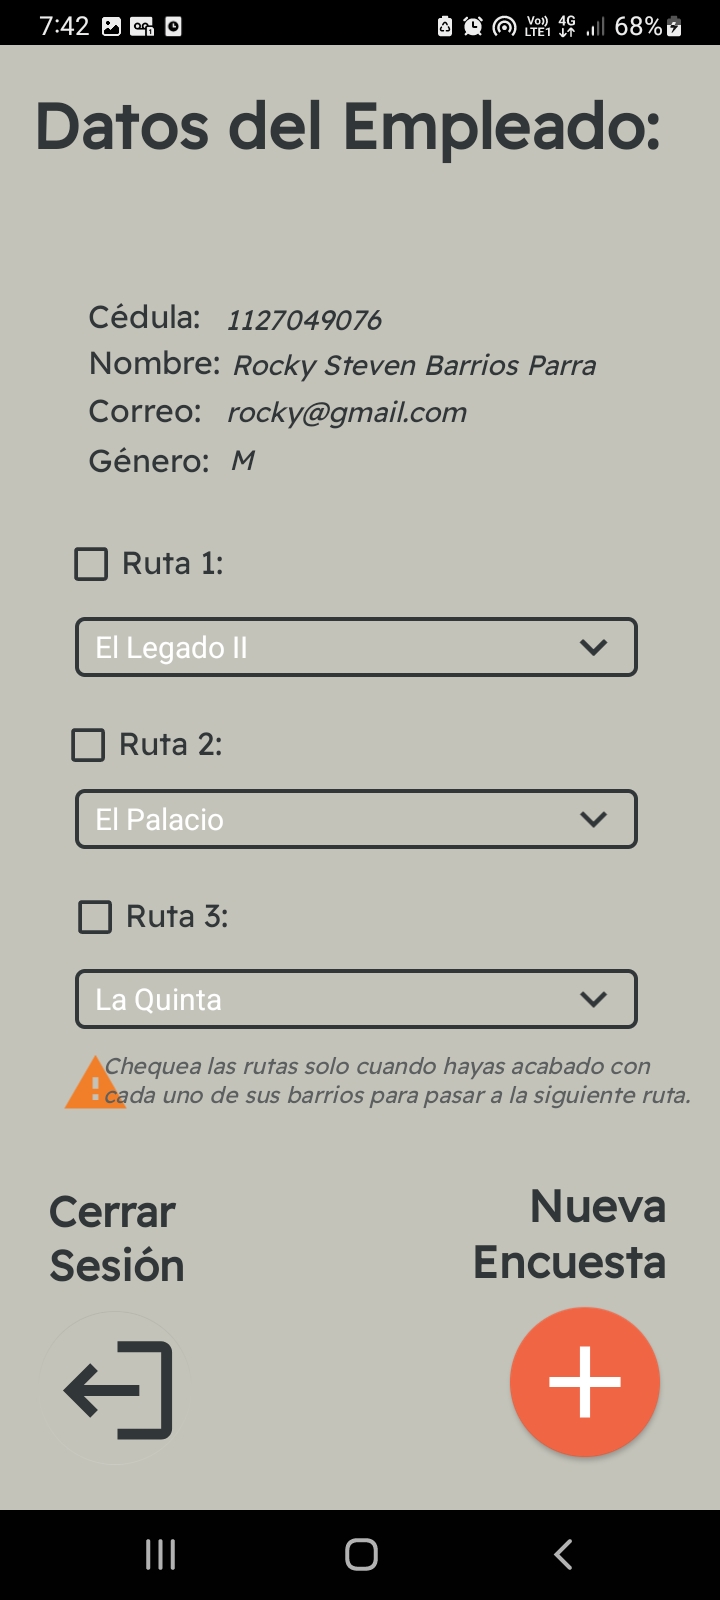 7:42 Vo)) LTE1 4G 68%
Datos del Empleado:
Cédula: 1127049076
Nombre: Rocky Steven Barrios Parra
Correo: rocky@gmail.com
Género: M
Ruta 1:
El Legado II
Ruta 2:
El Palacio
Ruta 3:
La Quinta
Chequea las rutas solo cuando hayas acabado con
cada uno de sus barrios para pasar a la siguiente ruta.
Cerrar
Sesión
Nueva
Encuesta